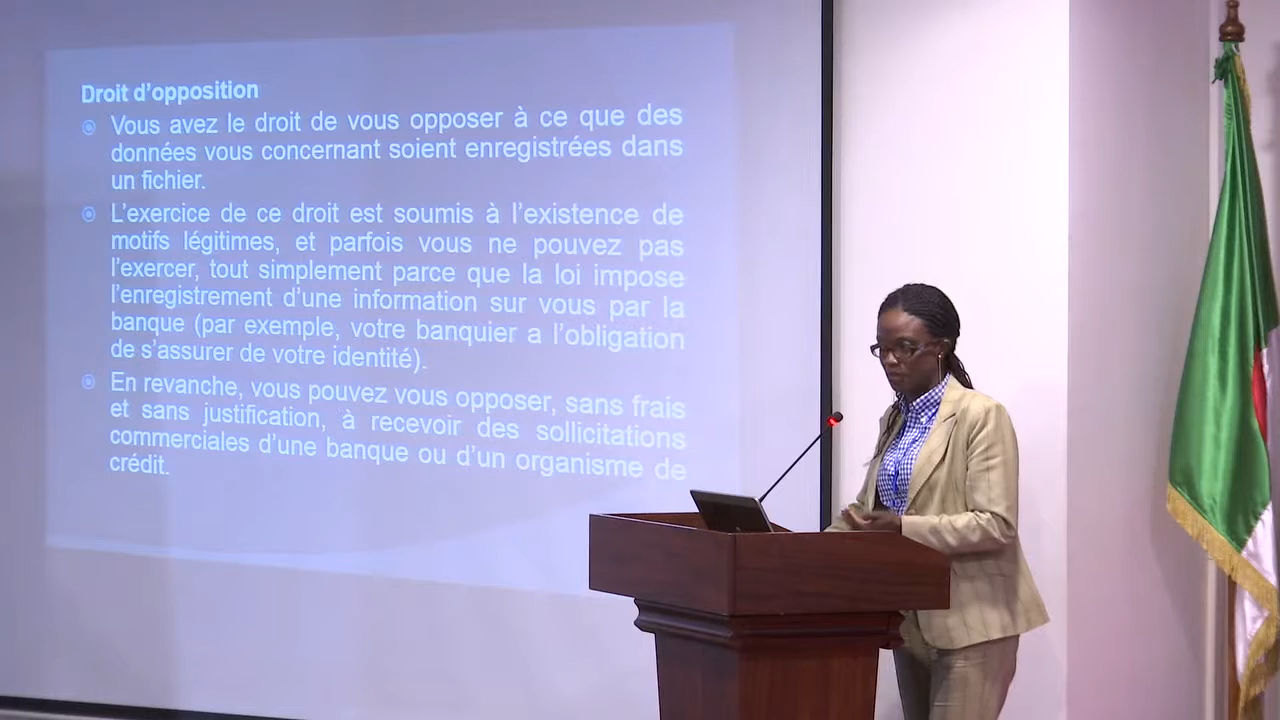 Droit d'opposition
Vous avez le droit de vous opposer à ce que des
données vous concernant soient enregistrées dans
un fichier.
L'exercice de ce droit est soumis à l'existence de
motifs légitimes, et parfois vous ne pouvez pas
l'exercer, tout simplement parce que la loi impose
l'enregistrement d'une information sur vous par la
banque (par exemple, votre banquier a l'obligation
de s'assurer de votre identité).
En revanche, vous pouvez vous opposer, sans frais
et sans justification, à recevoir des sollicitations
commerciales d'une banque ou d'un organisme de
crédit.